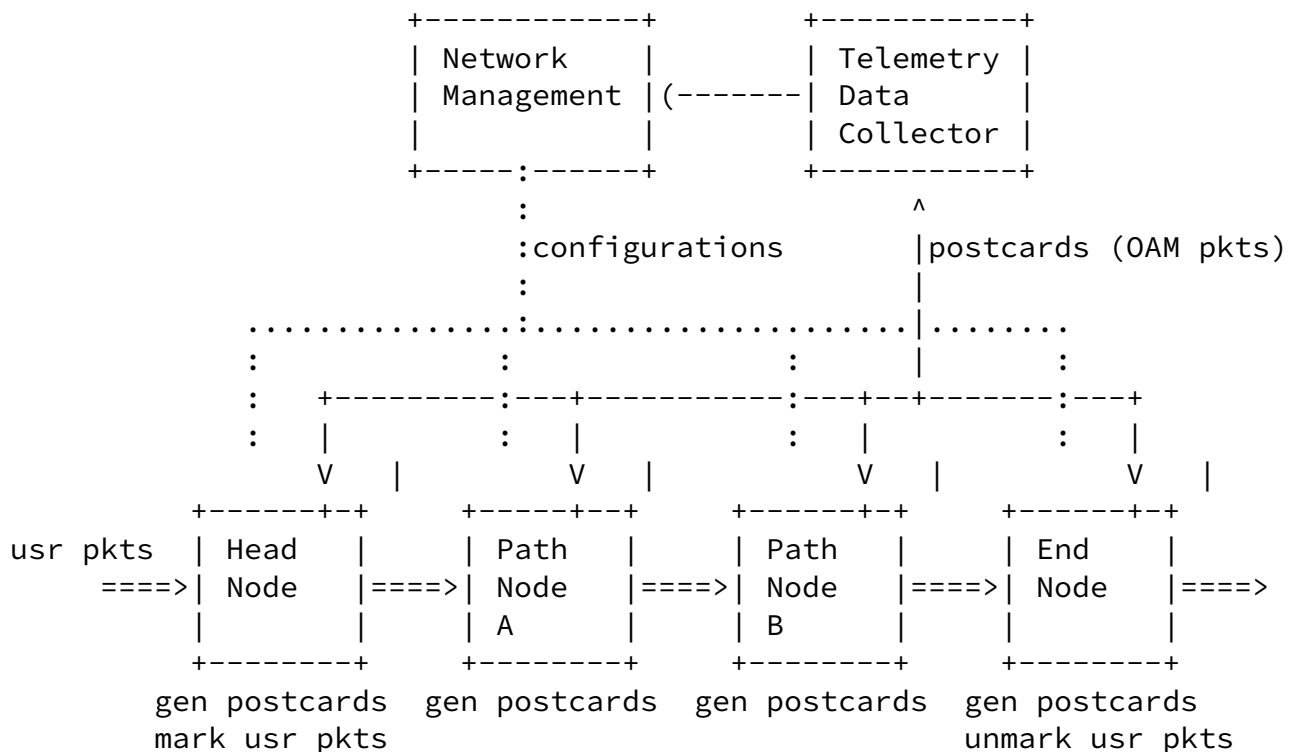 Network Telemetry
Management Data
Collector
configurations postcards (OAM pkts)
V V V V
usr pkts Head Path Path End
Node Node Node Node
A B
gen postcards gen postcards gen postcards gen postcards
mark usr pkts unmark usr pkts